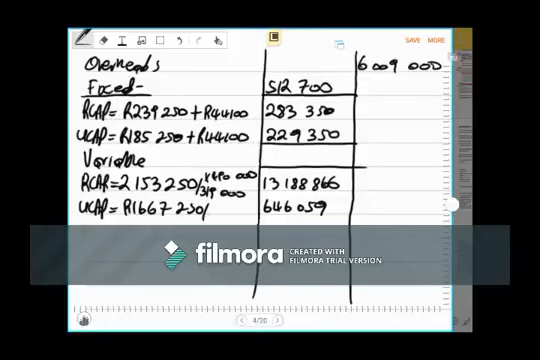 SAVE MORE
6 009 000
Overheads
Fixed- 512 700
RCAP= R239 250 + R44100 283 350
UCAP= R185 250 + R44100 229 350
Variable
RCAP=2 153 250/ 319 000 13 188 866
UCAP= R1667 250/ 646 059
filmora
CREATED WITH
FILMORA TRIAL VERSION
4/20